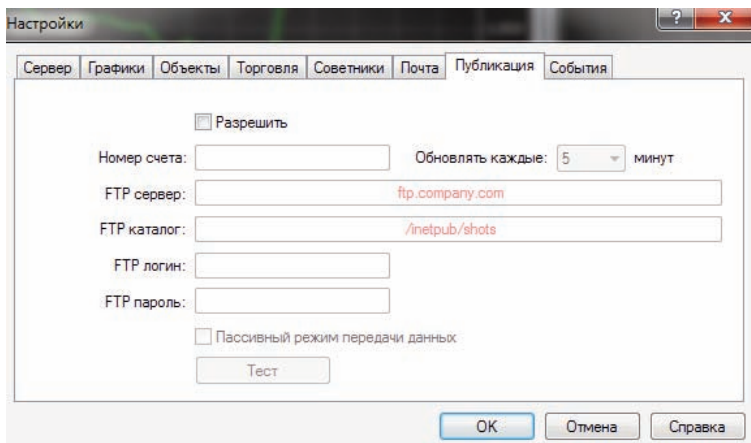 Настройки
Сервер Графики Объекты Торговля Советники Почта Публикация События
Разрешить
Номер счета: Обновлять каждые: 5 минут
FTP сервер: ftp.company.com
FTP каталог: /inetpub/shots
FTP логин:
FTP пароль:
Пассивный режим передачи данных
Тест
OK Отмена Справка